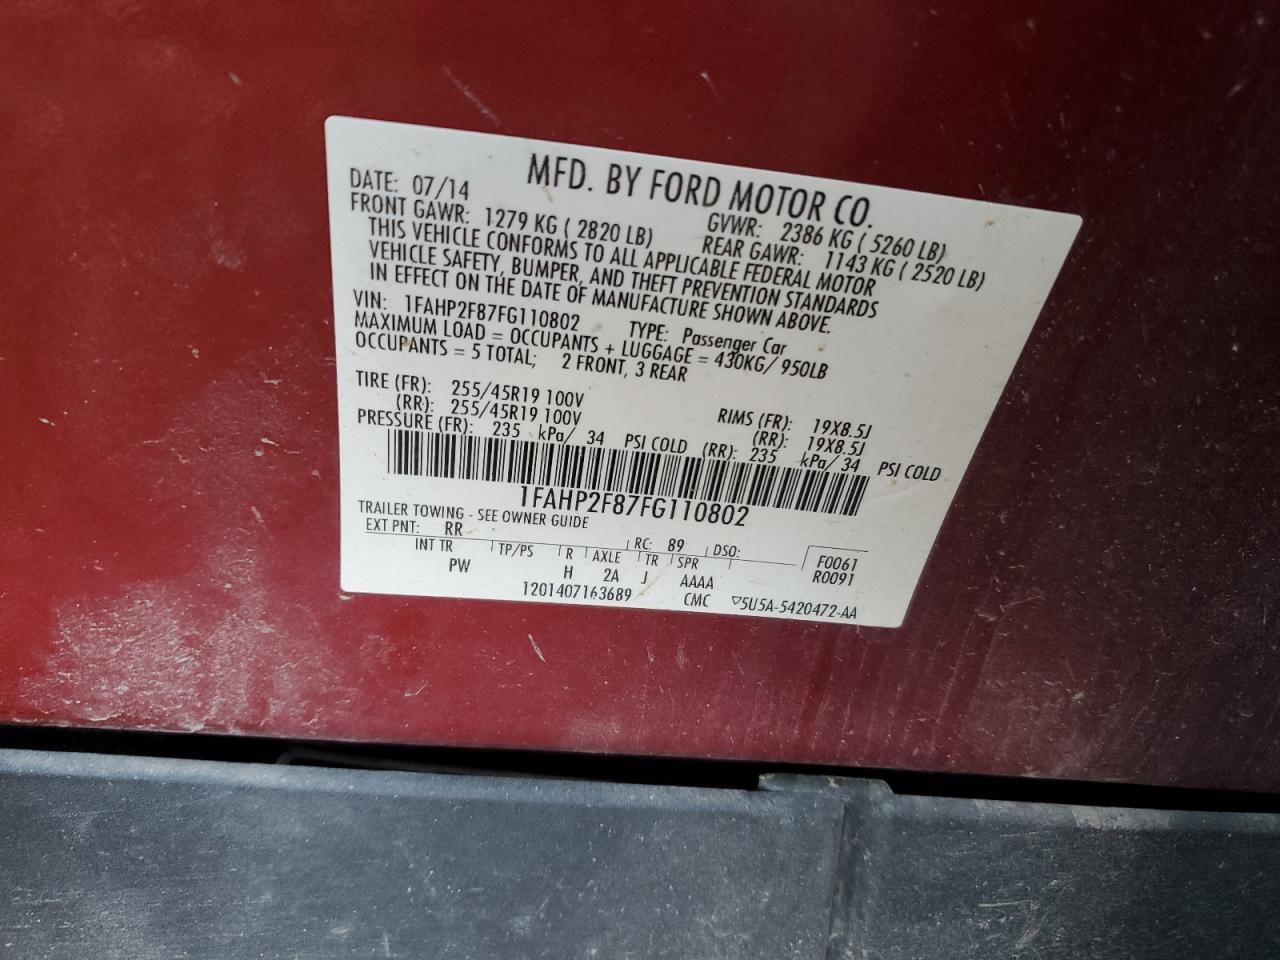 MFD. BY FORD MOTOR CO.
DATE: 07/14 GVWR: 2386 KG ( 5260 LB)
FRONT GAWR: 1279 KG ( 2820 LB) REAR GAWR: 1143 KG ( 2520 LB)
THIS VEHICLE CONFORMS TO ALL APPLICABLE FEDERAL MOTOR
VEHICLE SAFETY, BUMPER, AND THEFT PREVENTION STANDARDS
IN EFFECT ON THE DATE OF MANUFACTURE SHOWN ABOVE.
VIN: 1FAHP2F87FG110802 TYPE: Passenger Car
MAXIMUM LOAD = OCCUPANTS + LUGGAGE = 430KG/ 950LB
OCCUPANTS = 5 TOTAL; 2 FRONT, 3 REAR
TIRE (FR): 255/45R19 100V RIMS (FR): 19X8.5J
(RR): 255/45R19 100V (RR): 19X8.5J
PRESSURE (FR): 235 kPa/ 34 PSI COLD (RR): 235 kPa/ 34 PSI COLD
1FAHP2F87FG110802
TRAILER TOWING - SEE OWNER GUIDE
EXT PNT: RR RC: 89 DSO: F0061
INT TR TP/PS R AXLE TR SPR R0091
PW H 2A J AAAA
1201407163689 CMC ▽5U5A-5420472-AA